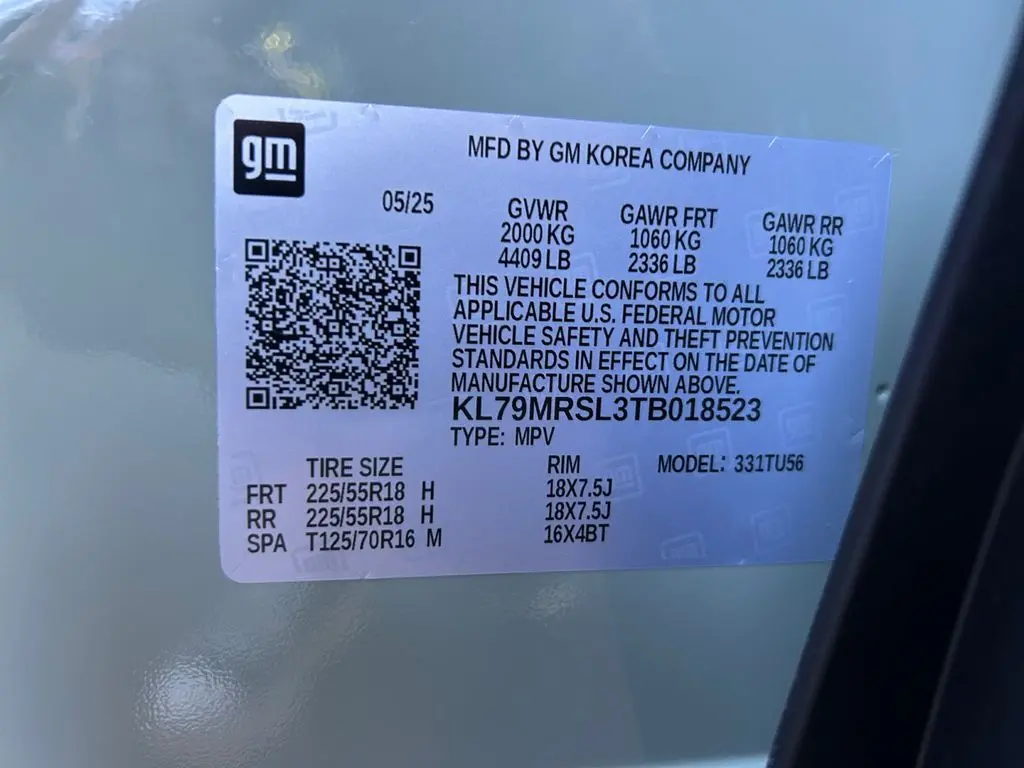 gm
MFD BY GM KOREA COMPANY
05/25
GVWR GAWR FRT GAWR RR
2000 KG 1060 KG 1060 KG
4409 LB 2336 LB 2336 LB
THIS VEHICLE CONFORMS TO ALL
APPLICABLE U.S. FEDERAL MOTOR
VEHICLE SAFETY AND THEFT PREVENTION
STANDARDS IN EFFECT ON THE DATE OF
MANUFACTURE SHOWN ABOVE.
KL79MRSL3TB018523
TYPE: MPV
TIRE SIZE RIM MODEL: 331TU56
FRT 225/55R18 H 18X7.5J
RR 225/55R18 H 18X7.5J
SPA T125/70R16 M 16X4BT